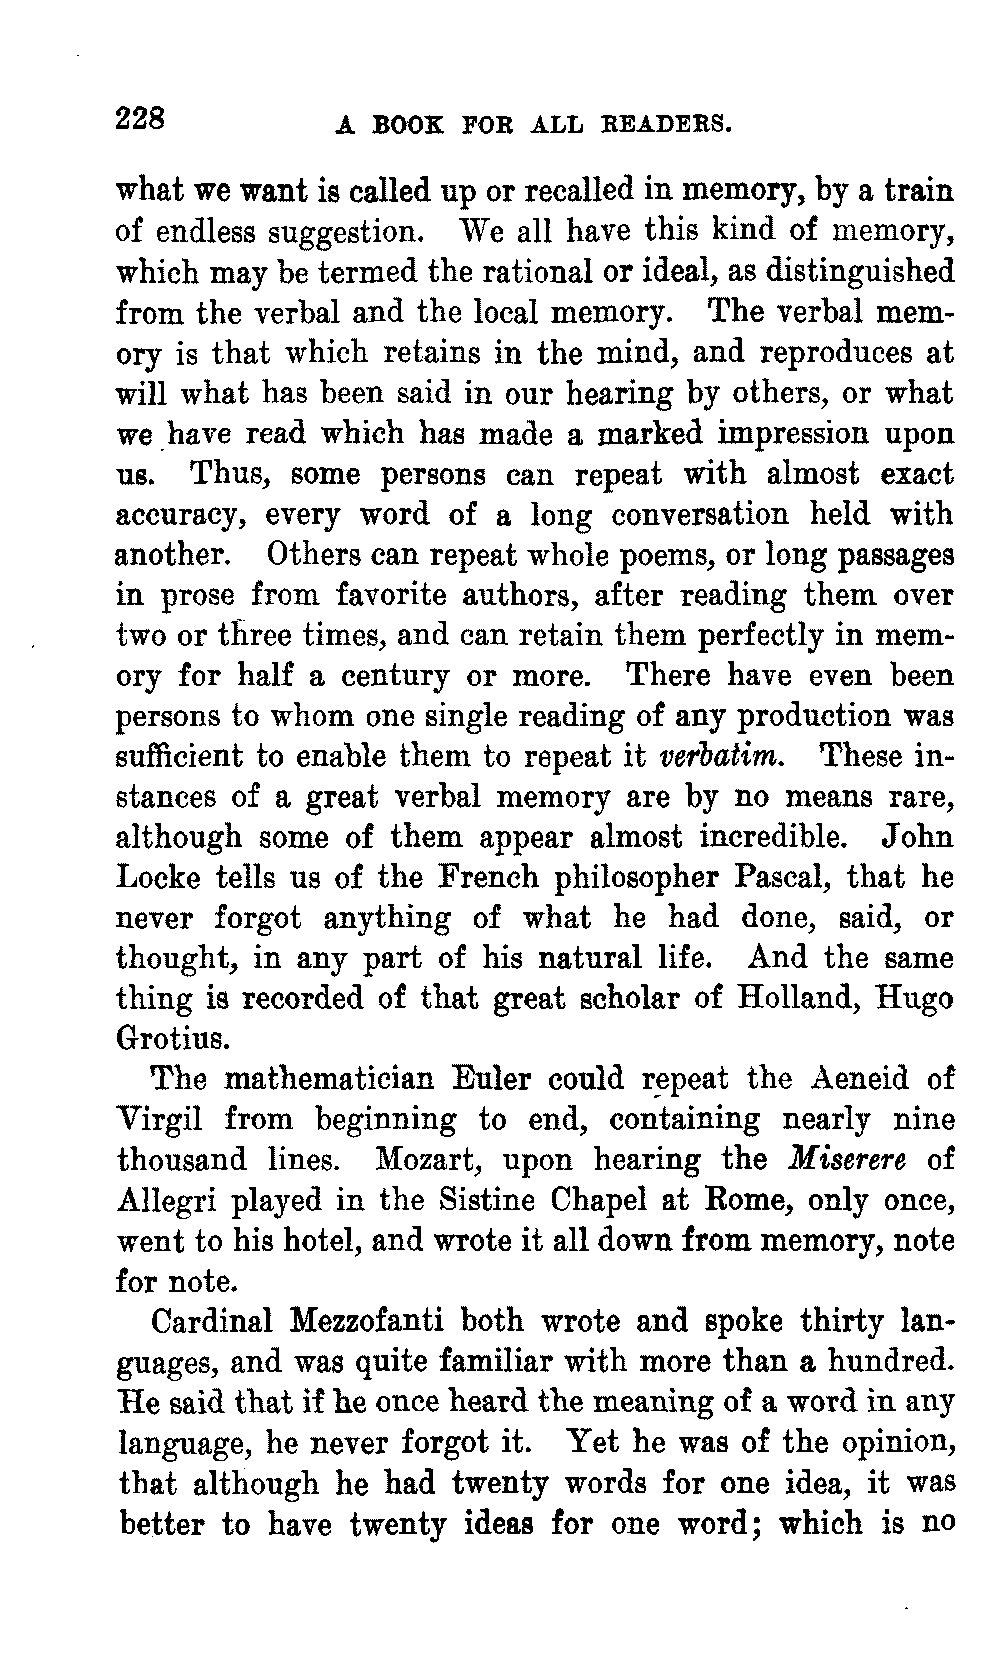 228 A BOOK FOR ALL READERS.
what we want is called up or recalled in memory, by a train
of endless suggestion. We all have this kind of memory,
which may be termed the rational or ideal, as distinguished
from the verbal and the local memory. The verbal mem-
ory is that which retains in the mind, and reproduces at
will what has been said in our hearing by others, or what
we have read which has made a marked impression upon
us. Thus, some persons can repeat with almost exact
accuracy, every word of a long conversation held with
another. Others can repeat whole poems, or long passages
in prose from favorite authors, after reading them over
two or three times, and can retain them perfectly in mem-
ory for half a century or more. There have even been
persons to whom one single reading of any production was
sufficient to enable them to repeat it verbatim. These in-
stances of a great verbal memory are by no means rare,
although some of them appear almost incredible. John
Locke tells us of the French philosopher Pascal, that he
never forgot anything of what he had done, said, or
thought, in any part of his natural life. And the same
thing is recorded of that great scholar of Holland, Hugo
Grotius.
The mathematician Euler could repeat the Aeneid of
Virgil from beginning to end, containing nearly nine
thousand lines. Mozart, upon hearing the Miserere of
Allegri played in the Sistine Chapel at Rome, only once,
went to his hotel, and wrote it all down from memory, note
for note.
Cardinal Mezzofanti both wrote and spoke thirty lan-
guages, and was quite familiar with more than a hundred.
He said that if he once heard the meaning of a word in any
language, he never forgot it. Yet he was of the opinion,
that although he had twenty words for one idea, it was
better to have twenty ideas for one word; which is no